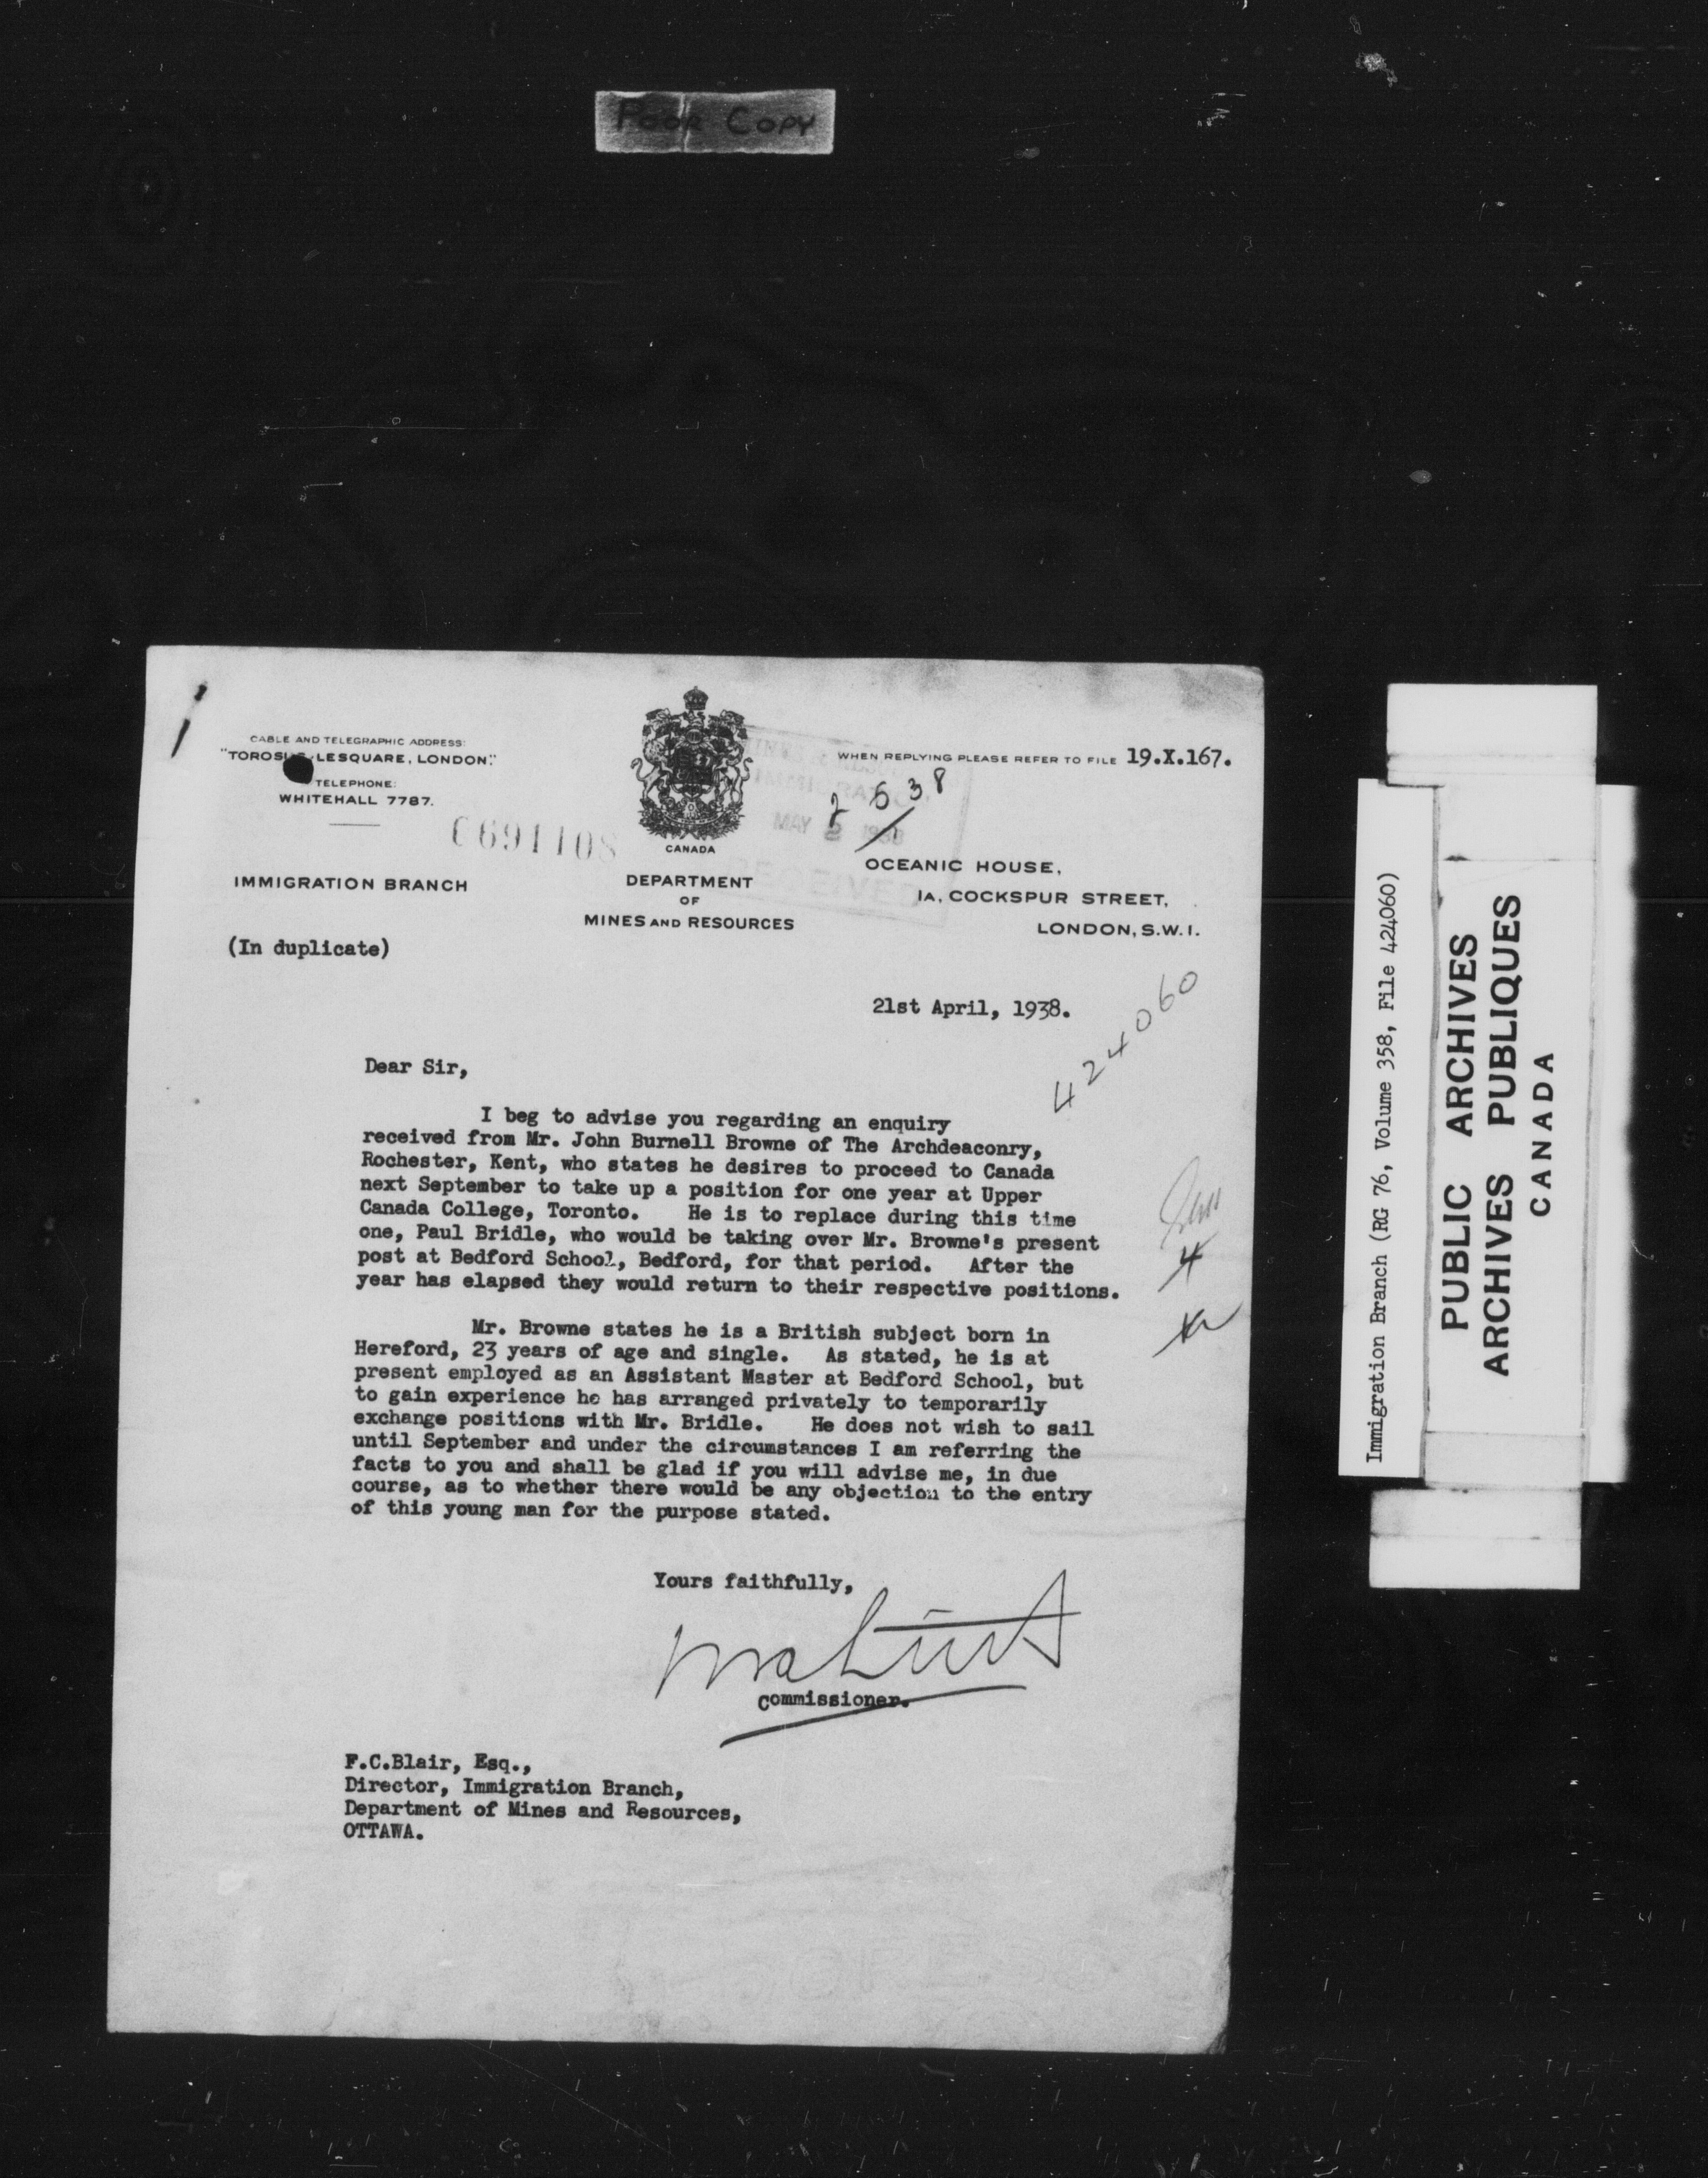 POOR COPY
CABLE AND TELEGRAPHIC ADDRESS:
LESQUARE, LONDON."
TELEPHONE:
WHITEHALL 7787.
C691108
CANADA
WHEN REPLYING PLEASE REFER TO FILE 19.X.167.
2 5 38
MAY 2 1938
IMMIGRATION BRANCH
DEPARTMENT
OF
MINES AND RESOURCES
OCEANIC HOUSE,
1A, COCKSPUR STREET,
LONDON, S.W.1.
(In duplicate)
21st April, 1938.
424060
Dear Sir,
I beg to advise you regarding an enquiry
received from Mr. John Burnell Browne of The Archdeaconry,
Rochester, Kent, who states he desires to proceed to Canada
next September to take up a position for one year at Upper
Canada College, Toronto. He is to replace during this time
one, Paul Bridle, who would be taking over Mr. Browne's present
post at Bedford School, Bedford, for that period. After the
year has elapsed they would return to their respective positions.
Mr. Browne states he is a British subject born in
Hereford, 23 years of age and single. As stated, he is at
present employed as an Assistant Master at Bedford School, but
to gain experience he has arranged privately to temporarily
exchange positions with Mr. Bridle. He does not wish to sail
until September and under the circumstances I am referring the
facts to you and shall be glad if you will advise me, in due
course, as to whether there would be any objection to the entry
of this young man for the purpose stated.
Yours faithfully,
Commissioner.
F.C.Blair, Esq.,
Director, Immigration Branch,
Department of Mines and Resources,
OTTAWA.
Immigration Branch (RG 76, Volume 358, File 424060)
PUBLIC ARCHIVES
ARCHIVES PUBLIQUES
CANADA